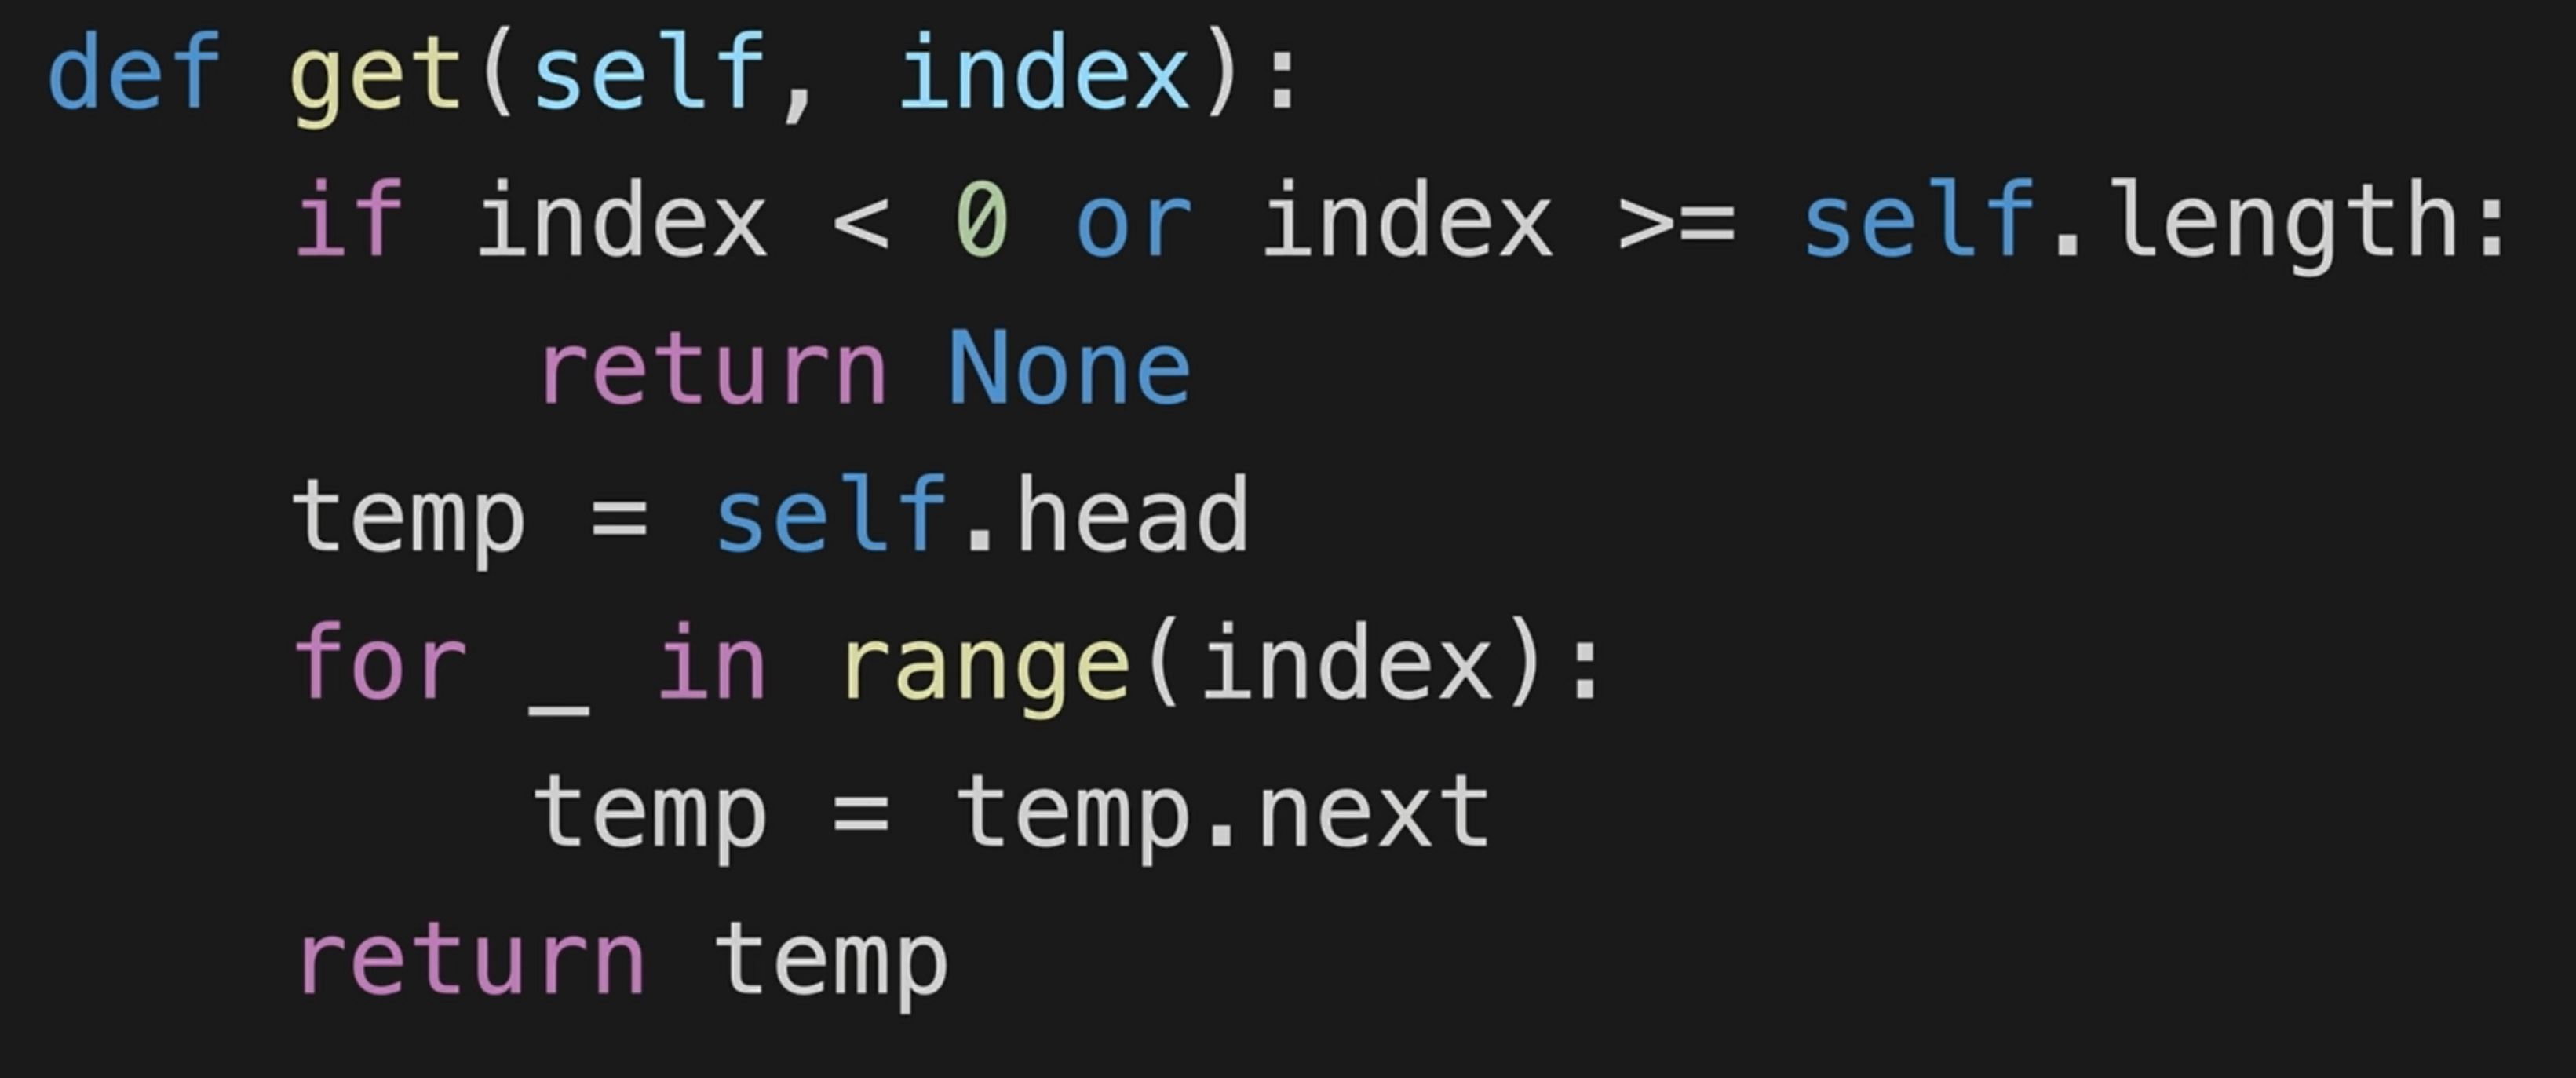 def get(self, index):
    if index < 0 or index >= self.length:
        return None
    temp = self.head
    for _ in range(index):
        temp = temp.next
    return temp